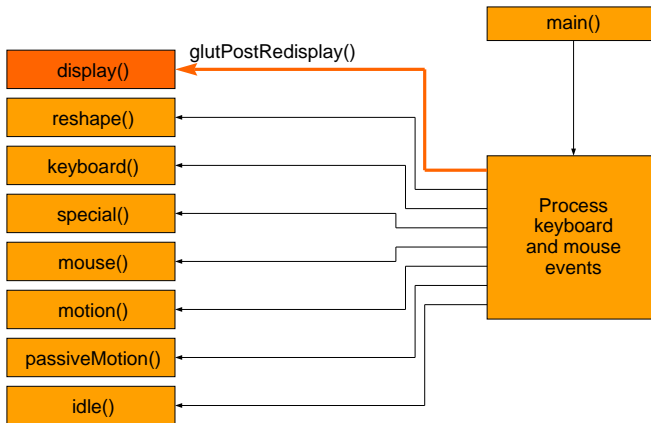 main()
glutPostRedisplay()
display()
reshape()
keyboard()
special()
mouse()
motion()
passiveMotion()
idle()
Process
keyboard
and mouse
events